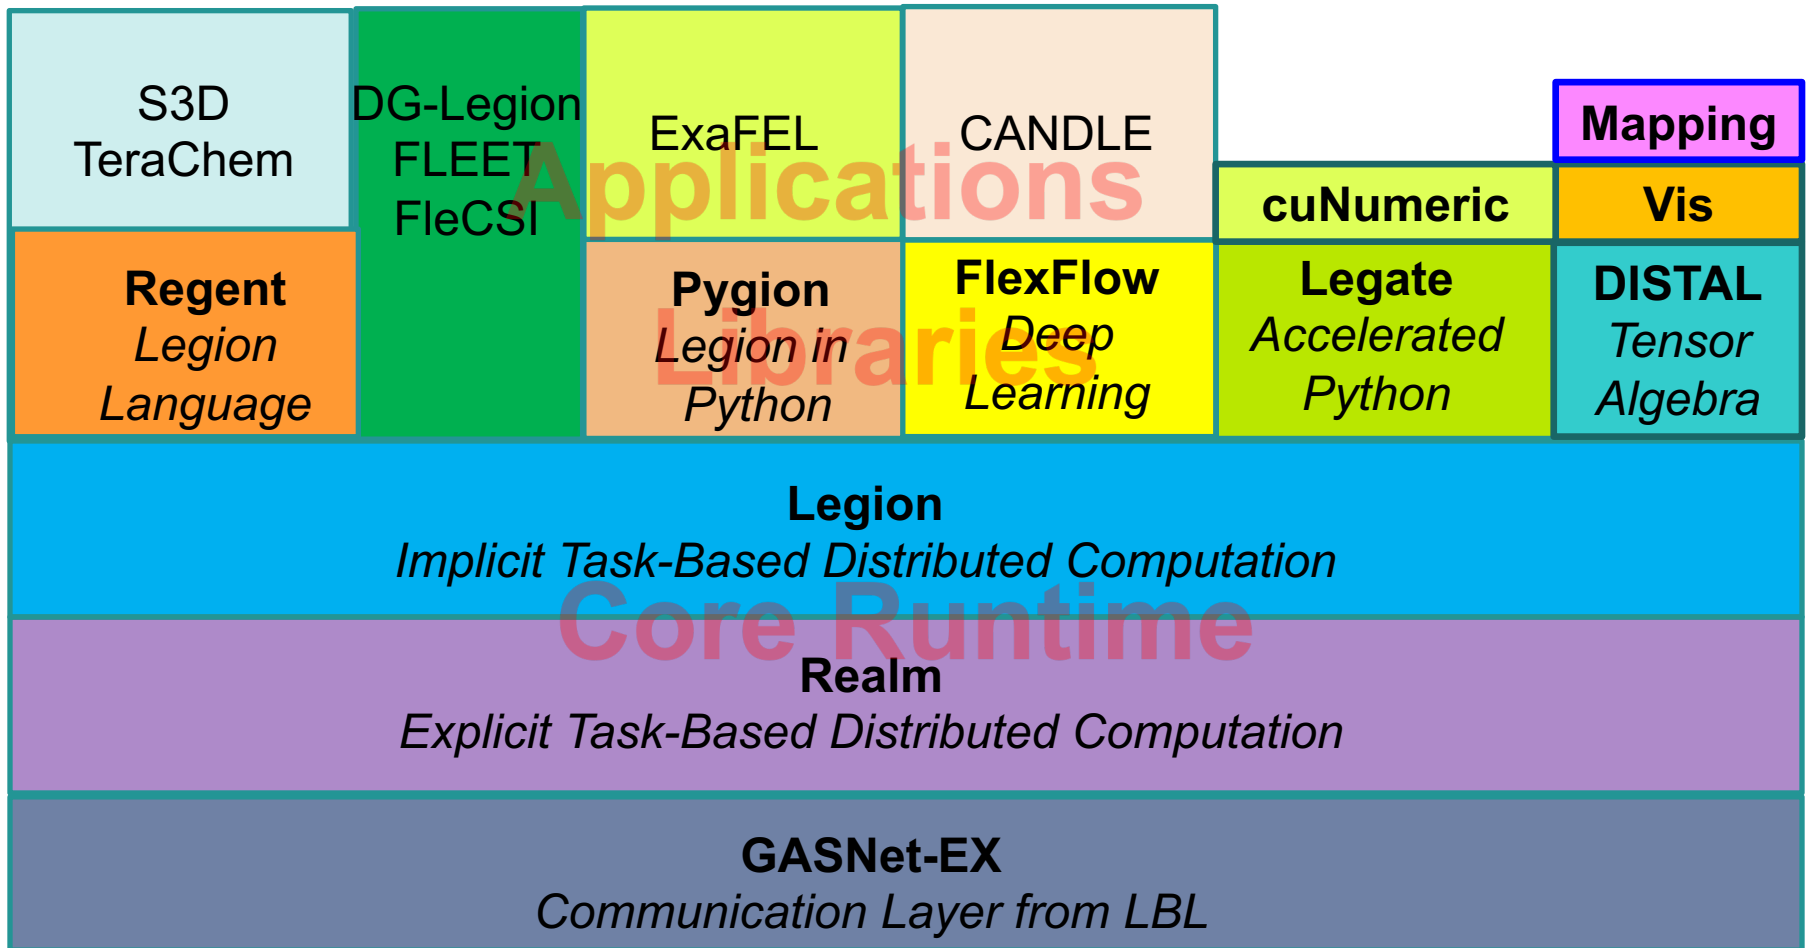 S3D
TeraChem
DG-Legion
FLEET
FleCSI
ExaFEL
CANDLE
Applications
Mapping
cuNumeric
Vis
Regent
Legion
Language
Pygion
Legion in
Python
FlexFlow
Deep
Learning
Legate
Accelerated
Python
DISTAL
Tensor
Algebra
Libraries
Legion
Implicit Task-Based Distributed Computation
Core Runtime
Realm
Explicit Task-Based Distributed Computation
GASNet-EX
Communication Layer from LBL